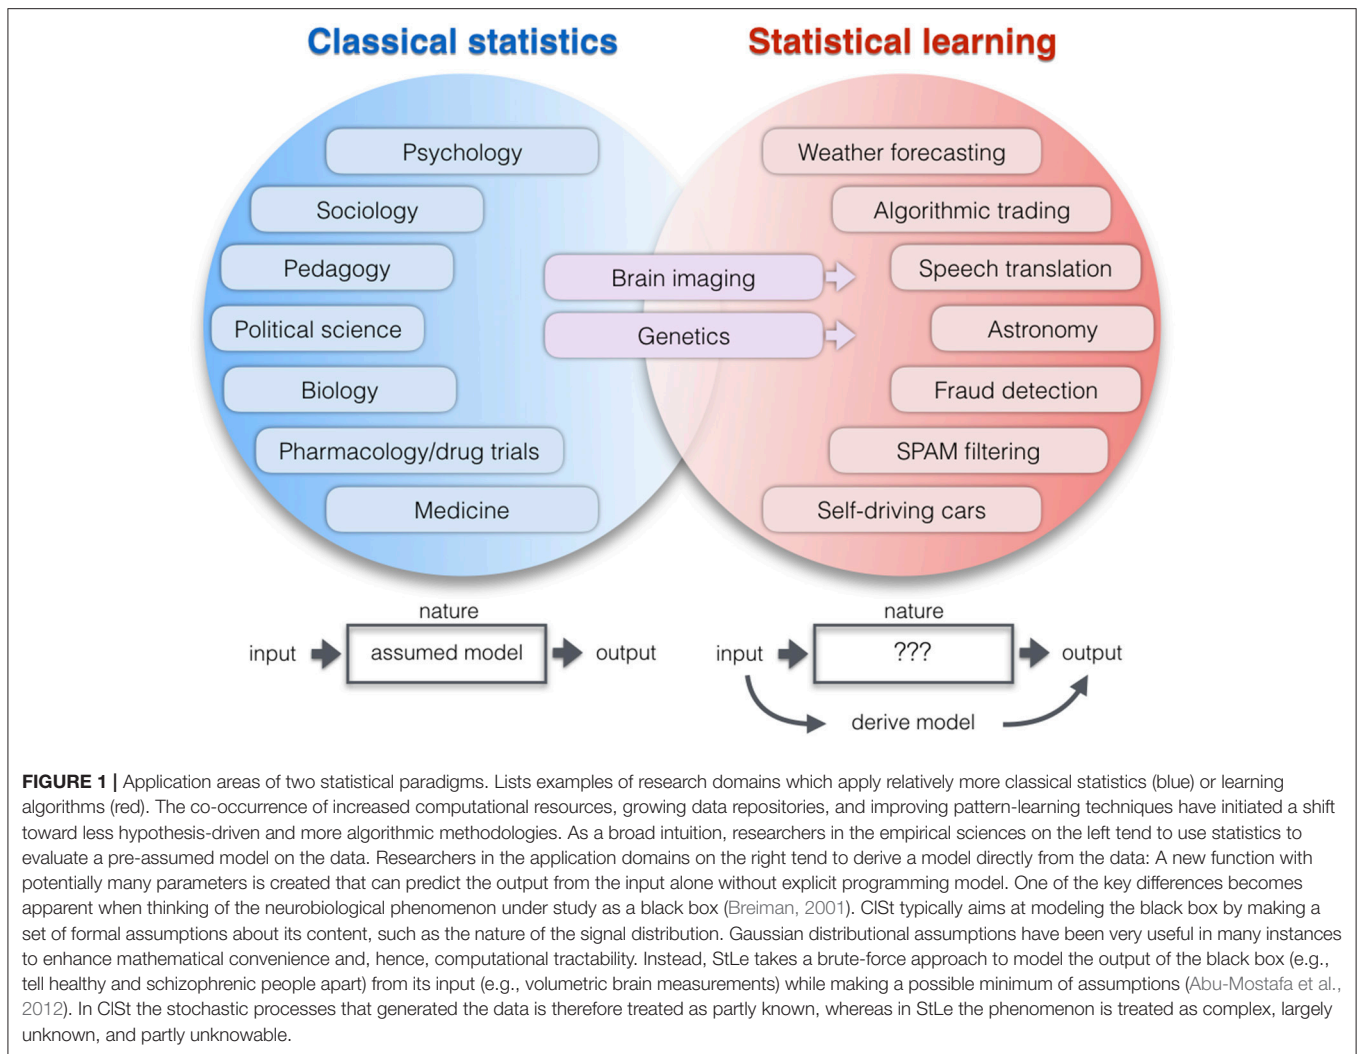 Classical statistics
Statistical learning
Psychology
Sociology
Pedagogy
Political science
Biology
Pharmacology/drug trials
Medicine
Brain imaging
Genetics
Weather forecasting
Algorithmic trading
Speech translation
Astronomy
Fraud detection
SPAM filtering
Self-driving cars
nature
input
assumed model
output
nature
input
???
output
derive model
FIGURE 1 | Application areas of two statistical paradigms. Lists examples of research domains which apply relatively more classical statistics (blue) or learning
algorithms (red). The co-occurrence of increased computational resources, growing data repositories, and improving pattern-learning techniques have initiated a shift
toward less hypothesis-driven and more algorithmic methodologies. As a broad intuition, researchers in the empirical sciences on the left tend to use statistics to
evaluate a pre-assumed model on the data. Researchers in the application domains on the right tend to derive a model directly from the data: A new function with
potentially many parameters is created that can predict the output from the input alone without explicit programming model. One of the key differences becomes
apparent when thinking of the neurobiological phenomenon under study as a black box (Breiman, 2001). ClSt typically aims at modeling the black box by making a
set of formal assumptions about its content, such as the nature of the signal distribution. Gaussian distributional assumptions have been very useful in many instances
to enhance mathematical convenience and, hence, computational tractability. Instead, StLe takes a brute-force approach to model the output of the black box (e.g.,
tell healthy and schizophrenic people apart) from its input (e.g., volumetric brain measurements) while making a possible minimum of assumptions (Abu-Mostafa et al.,
2012). In ClSt the stochastic processes that generated the data is therefore treated as partly known, whereas in StLe the phenomenon is treated as complex, largely
unknown, and partly unknowable.